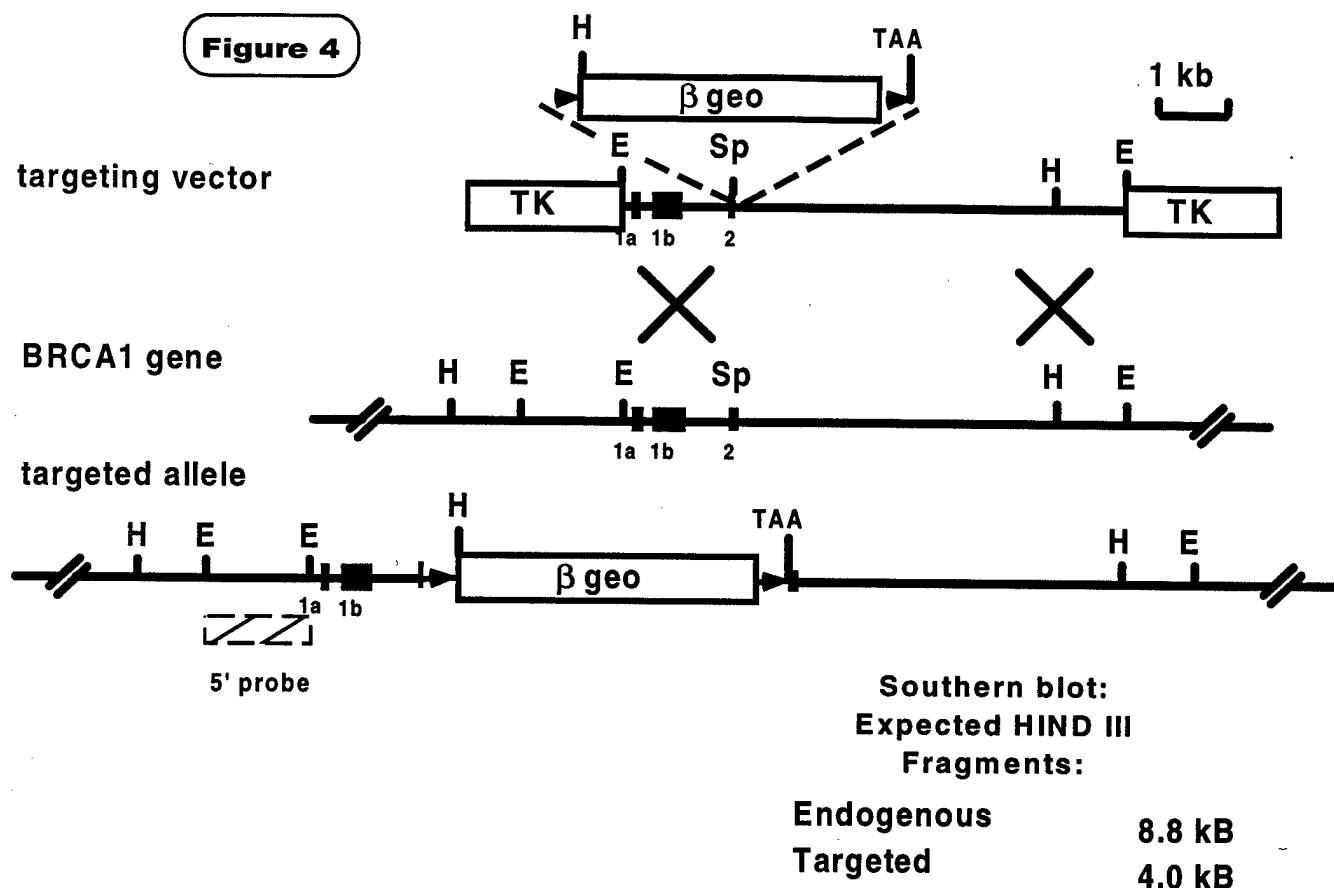 Figure 4
H
TAA
1 kb
β geo
E
Sp
H
E
targeting vector
TK
TK
1a
1b
2
BRCA1 gene
H
E
E
Sp
H
E
1a
1b
2
targeted allele
H
E
E
H
TAA
H
E
β geo
1a
1b
5' probe
Southern blot:
Expected HIND III
Fragments:
Endogenous 8.8 kB
Targeted 4.0 kB